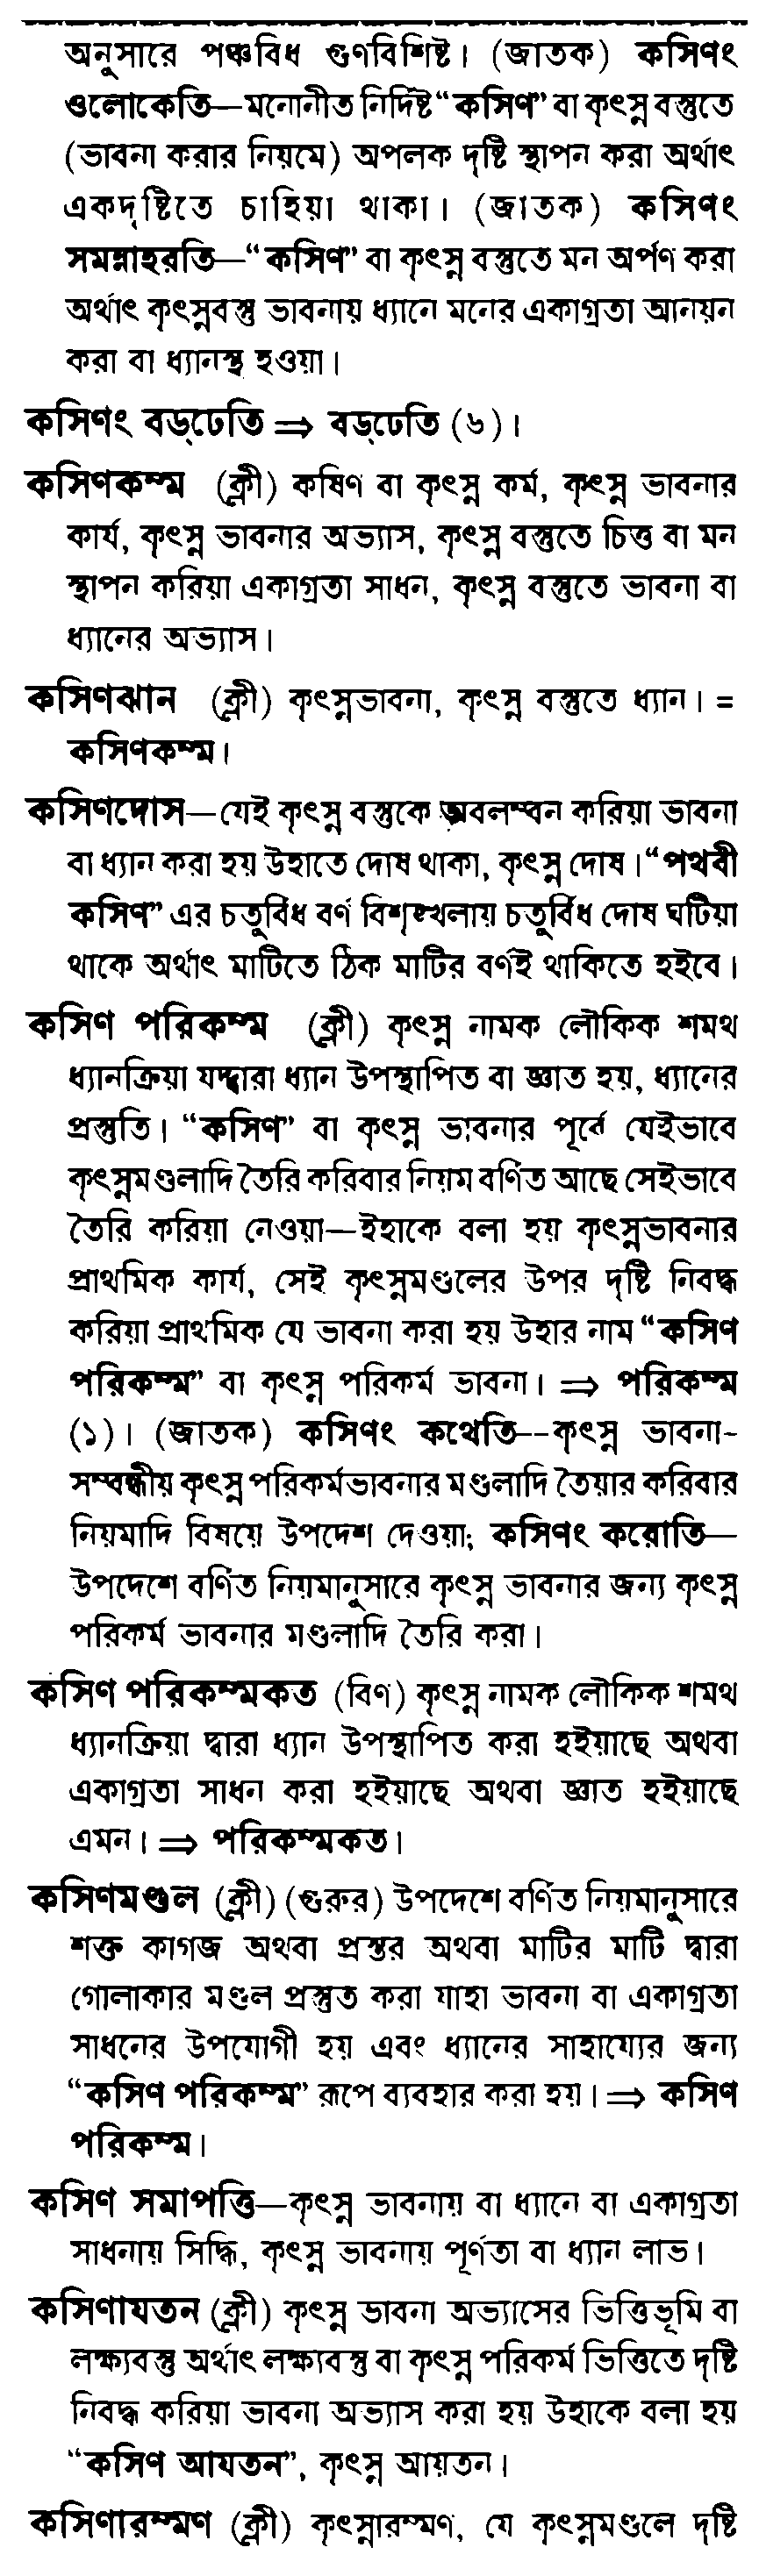 অনুসারে পঞ্চবিধ গুণবিশিষ্ট। (জাতক) কসিণং
ওলোকেতি—মনোনীত নির্দিষ্ট “কসিণ” বা কৃৎস্ন বস্তুতে
(ভাবনা করার নিয়মে) অপলক দৃষ্টি স্থাপন করা অর্থাৎ
একদৃষ্টিতে চাহিয়া থাকা। (জাতক) কসিণং
সমন্নাহরতি—“কসিণ” বা কৃৎস্ন বস্তুতে মন অর্পণ করা
অর্থাৎ কৃৎস্নবস্তু ভাবনায় ধ্যানে মনের একাগ্রতা আনয়ন
করা বা ধ্যানস্থ হওয়া।
কসিণং বড্‌ঢেতি ⇒ বড্‌ঢেতি (৬)।
কসিণকম্ম (ক্লী) কষিণ বা কৃৎস্ন কর্ম, কৃৎস্ন ভাবনার
কার্য, কৃৎস্ন ভাবনার অভ্যাস, কৃৎস্ন বস্তুতে চিত্ত বা মন
স্থাপন করিয়া একাগ্রতা সাধন, কৃৎস্ন বস্তুতে ভাবনা বা
ধ্যানের অভ্যাস।
কসিণঝান (ক্লী) কৃৎস্নভাবনা, কৃৎস্ন বস্তুতে ধ্যান। =
কসিণকম্ম।
কসিণদোস—যেই কৃৎস্ন বস্তুকে অবলম্বন করিয়া ভাবনা
বা ধ্যান করা হয় উহাতে দোষ থাকা, কৃৎস্ন দোষ। “পথবী
কসিণ” এর চতুর্বিধ বর্ণ বিশৃঙ্খলায় চতুর্বিধ দোষ ঘটিয়া
থাকে অর্থাৎ মাটিতে ঠিক মাটির বর্ণই থাকিতে হইবে।
কসিণ পরিকম্ম (ক্লী) কৃৎস্ন নামক লৌকিক শমথ
ধ্যানক্রিয়া যদ্দ্বারা ধ্যান উপস্থাপিত বা জ্ঞাত হয়, ধ্যানের
প্রস্তুতি। “কসিণ” বা কৃৎস্ন ভাবনার পূর্বে যেইভাবে
কৃৎস্নমণ্ডলাদি তৈরি করিবার নিয়ম বর্ণিত আছে সেইভাবে
তৈরি করিয়া নেওয়া—ইহাকে বলা হয় কৃৎস্নভাবনার
প্রাথমিক কার্য, সেই কৃৎস্নমণ্ডলের উপর দৃষ্টি নিবদ্ধ
করিয়া প্রাথমিক যে ভাবনা করা হয় উহার নাম “কসিণ
পরিকম্ম” বা কৃৎস্ন পরিকর্ম ভাবনা। ⇒ পরিকম্ম
(১)। (জাতক) কসিণং কথেতি--কৃৎস্ন ভাবনা-
সম্বন্ধীয় কৃৎস্ন পরিকর্মভাবনার মণ্ডলাদি তৈয়ার করিবার
নিয়মাদি বিষয়ে উপদেশ দেওয়া; কসিণং করোতি—
উপদেশে বর্ণিত নিয়মানুসারে কৃৎস্ন ভাবনার জন্য কৃৎস্ন
পরিকর্ম ভাবনার মণ্ডলাদি তৈরি করা।
কসিণ পরিকম্মকত (বিণ) কৃৎস্ন নামক লৌকিক শমথ
ধ্যানক্রিয়া দ্বারা ধ্যান উপস্থাপিত করা হইয়াছে অথবা
একাগ্রতা সাধন করা হইয়াছে অথবা জ্ঞাত হইয়াছে
এমন। ⇒ পরিকম্মকত।
কসিণমণ্ডল (ক্লী) (গুরুর) উপদেশে বর্ণিত নিয়মানুসারে
শক্ত কাগজ অথবা প্রস্তর অথবা মাটির মাটি দ্বারা
গোলাকার মণ্ডল প্রস্তুত করা যাহা ভাবনা বা একাগ্রতা
সাধনের উপযোগী হয় এবং ধ্যানের সাহায্যের জন্য
“কসিণ পরিকম্ম” রূপে ব্যবহার করা হয়। ⇒ কসিণ
পরিকম্ম।
কসিণ সমাপত্তি—কৃৎস্ন ভাবনায় বা ধ্যানে বা একাগ্রতা
সাধনায় সিদ্ধি, কৃৎস্ন ভাবনায় পূর্ণতা বা ধ্যান লাভ।
কসিণাযতন (ক্লী) কৃৎস্ন ভাবনা অভ্যাসের ভিত্তিভূমি বা
লক্ষ্যবস্তু অর্থাৎ লক্ষ্যবস্তু বা কৃৎস্ন পরিকর্ম ভিত্তিতে দৃষ্টি
নিবদ্ধ করিয়া ভাবনা অভ্যাস করা হয় উহাকে বলা হয়
“কসিণ আযতন”, কৃৎস্ন আয়তন।
কসিণারম্মণ (ক্লী) কৃৎস্নারম্মণ, যে কৃৎস্নমণ্ডলে দৃষ্টি